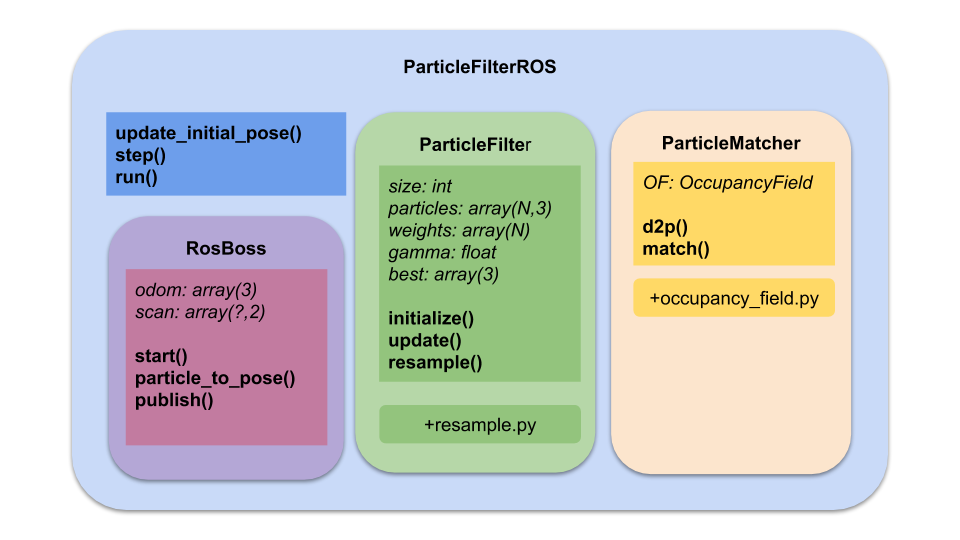 ParticleFilterROS
update_initial_pose()
step()
run()
RosBoss
odom: array(3)
scan: array(?,2)
start()
particle_to_pose()
publish()
ParticleFilter
size: int
particles: array(N,3)
weights: array(N)
gamma: float
best: array(3)
initialize()
update()
resample()
+resample.py
ParticleMatcher
OF: OccupancyField
d2p()
match()
+occupancy_field.py